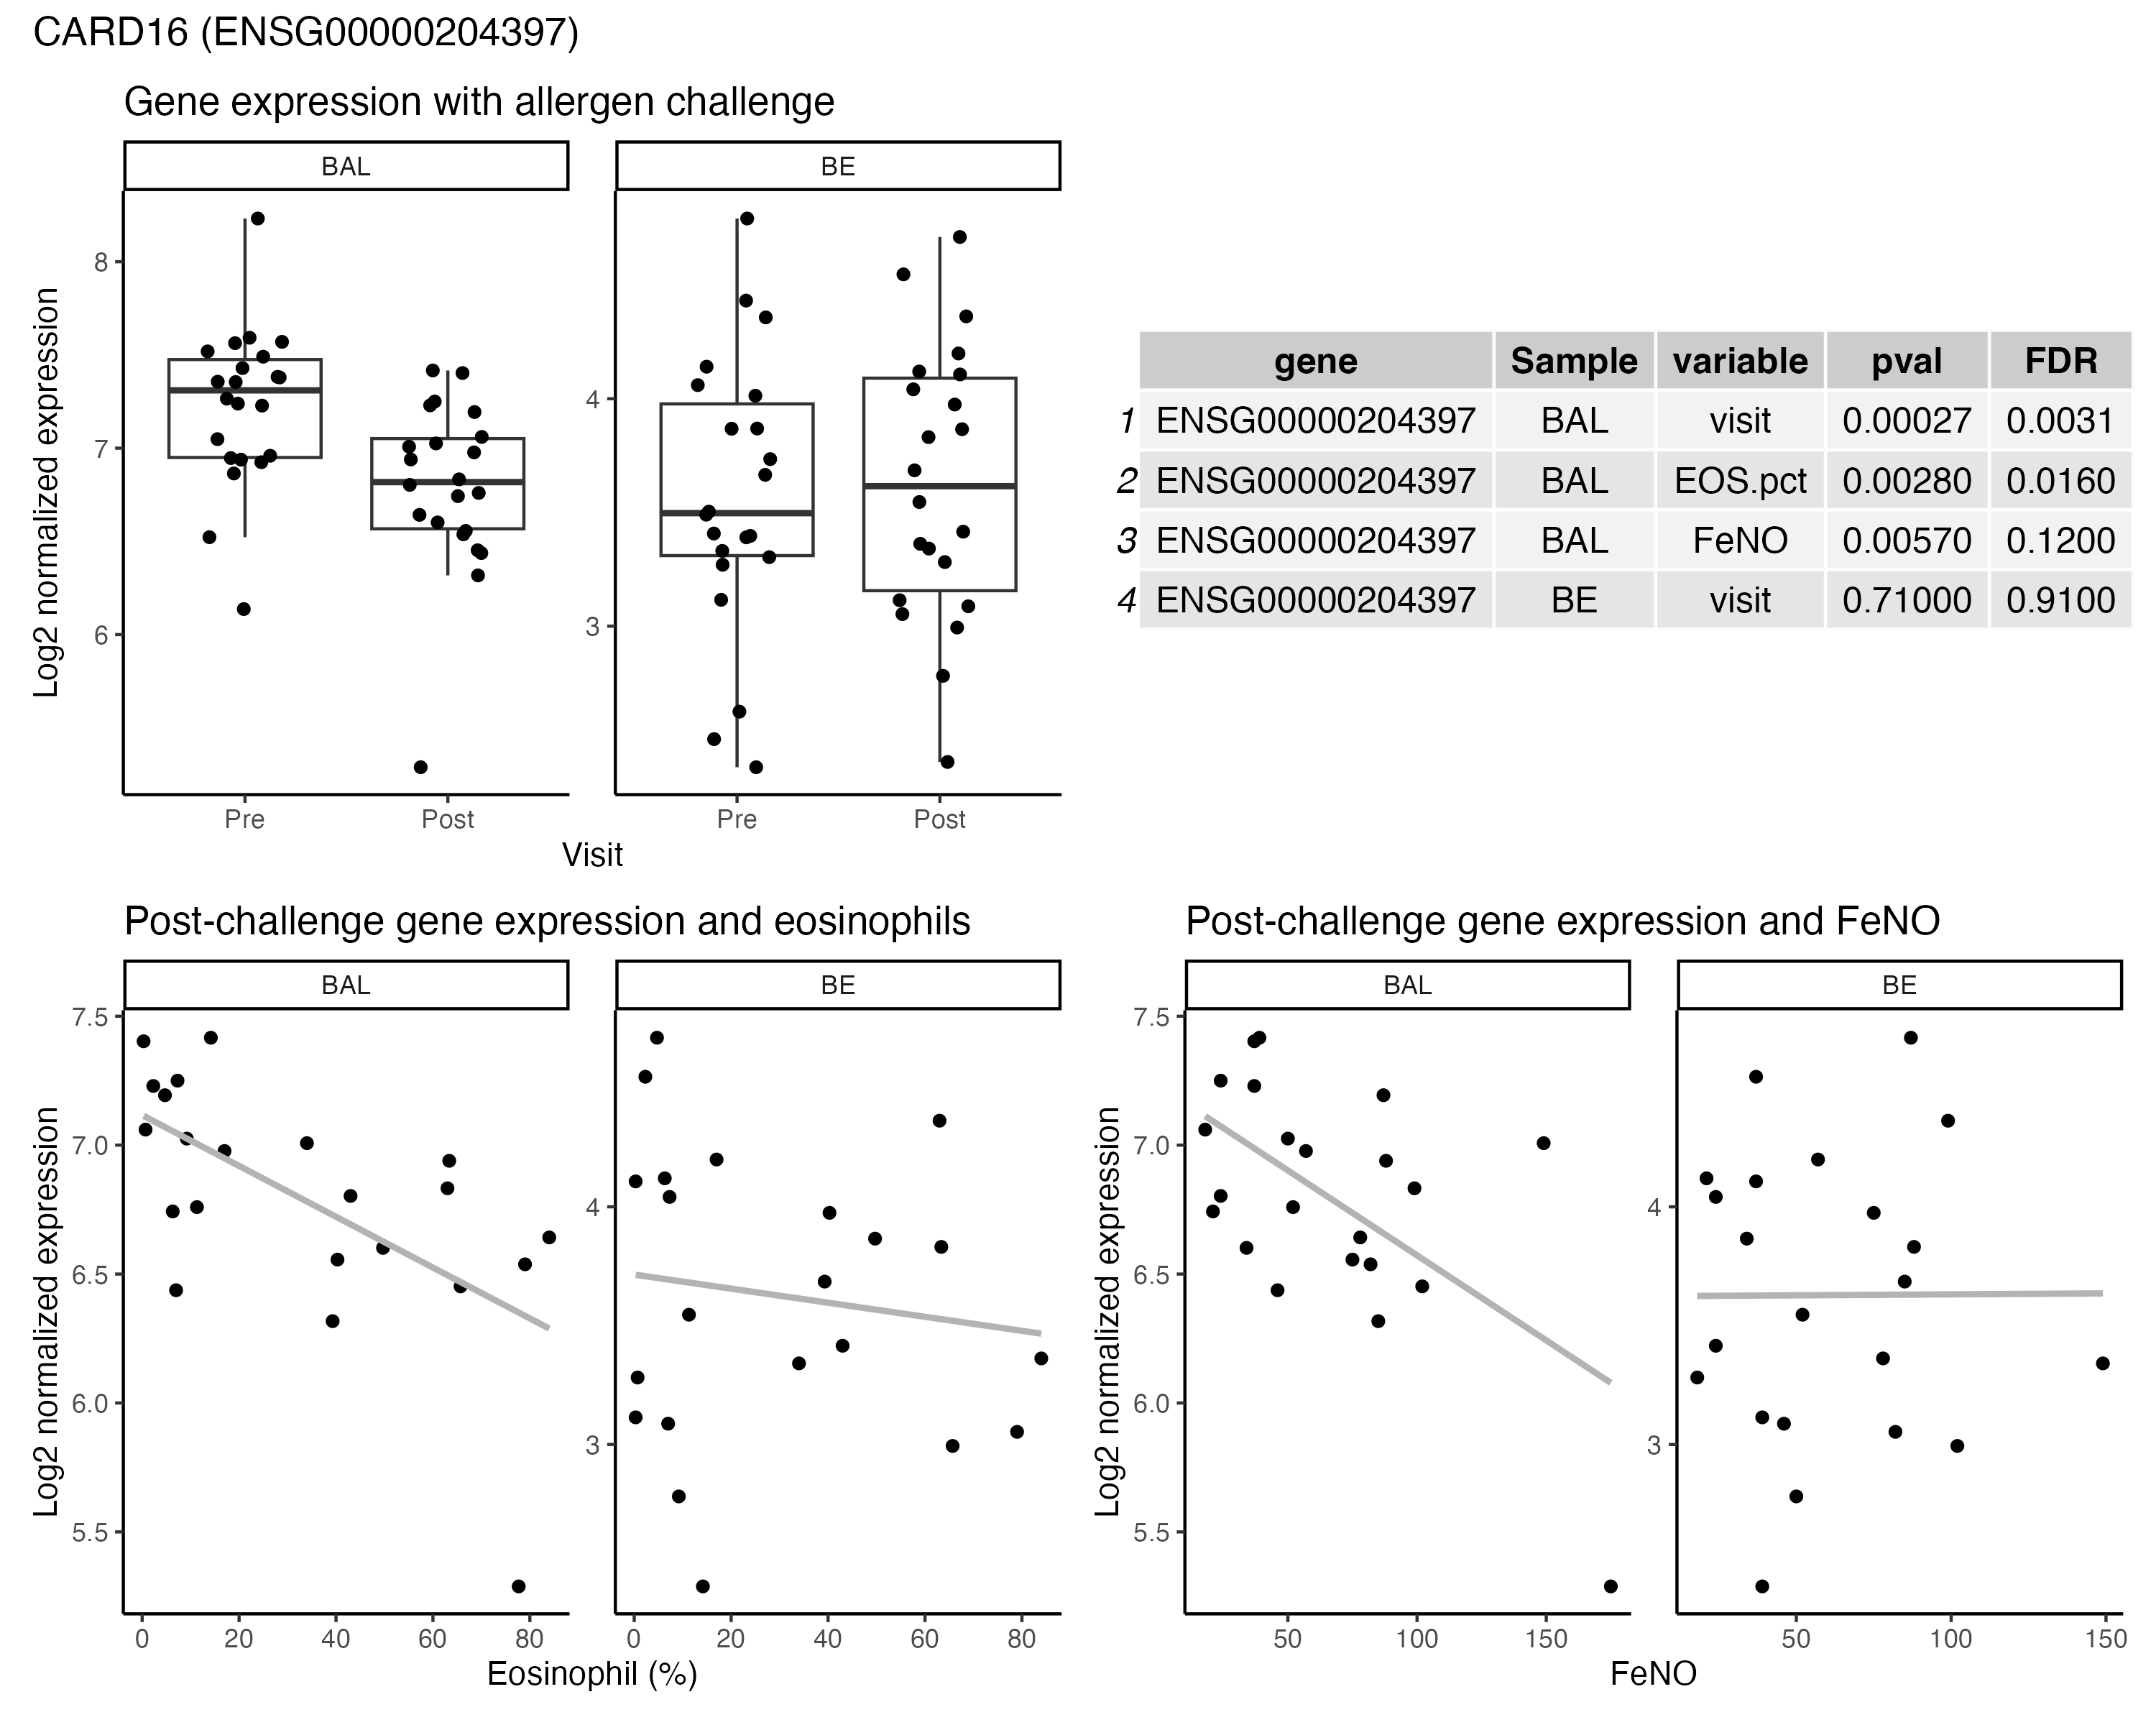 CARD16 (ENSG00000204397)
Gene expression with allergen challenge
BAL
BE
Log2 normalized expression
8
7
6
4
3
Pre
Post
Pre
Post
Visit
gene Sample variable pval FDR
1 ENSG00000204397 BAL visit 0.00027 0.0031
2 ENSG00000204397 BAL EOS.pct 0.00280 0.0160
3 ENSG00000204397 BAL FeNO 0.00570 0.1200
4 ENSG00000204397 BE visit 0.71000 0.9100
Post-challenge gene expression and eosinophils
BAL
BE
Log2 normalized expression
7.5
7.0
6.5
6.0
5.5
4
3
0 20 40 60 80
0 20 40 60 80
Eosinophil (%)
Post-challenge gene expression and FeNO
BAL
BE
Log2 normalized expression
7.5
7.0
6.5
6.0
5.5
4
3
50 100 150
50 100 150
FeNO